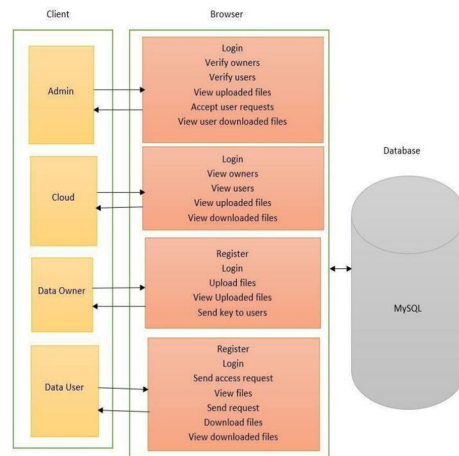 Client
Browser
Admin
Login
Verify owners
Verify users
View uploaded files
Accept user requests
View user downloaded files
Cloud
Login
View owners
View users
View uploaded files
View downloaded files
Data Owner
Register
Login
Upload files
View Uploaded files
Send key to users
Data User
Register
Login
Send access request
View files
Send request
Download files
View downloaded files
Database
MySQL